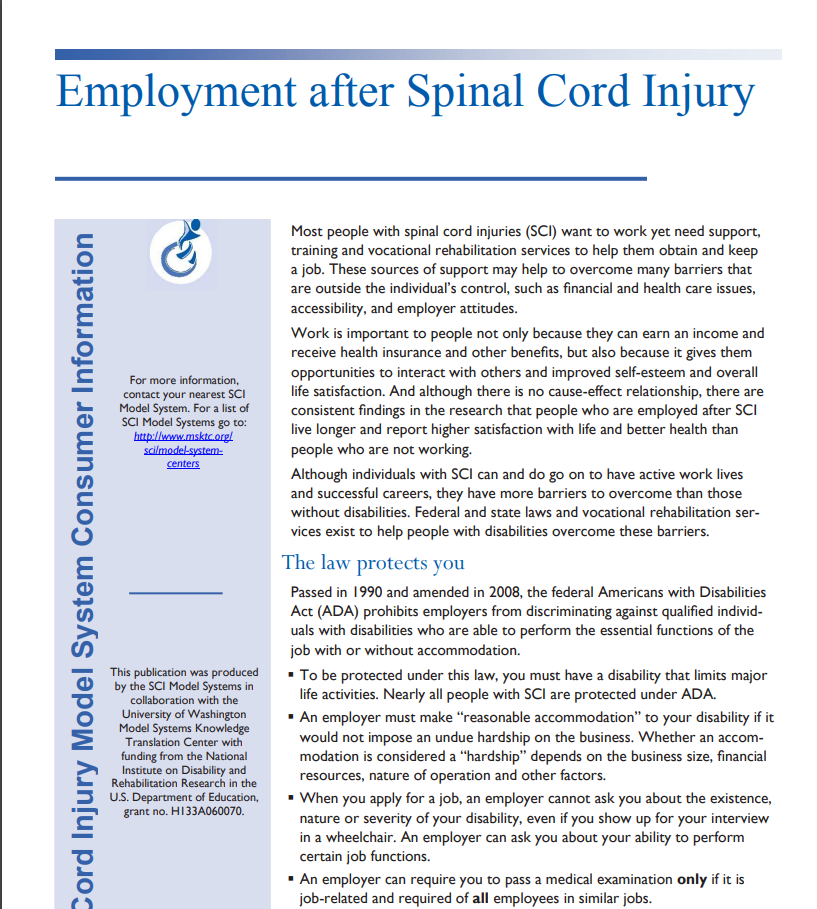 Employment after Spinal Cord Injury
Cord Injury Model System Consumer Information
For more information,
contact your nearest SCI
Model System. For a list of
SCI Model Systems go to:
http://www.msktc.org/
sci/model-system-
centers
This publication was produced
by the SCI Model Systems in
collaboration with the
University of Washington
Model Systems Knowledge
Translation Center with
funding from the National
Institute on Disability and
Rehabilitation Research in the
U.S. Department of Education,
grant no. H133A060070.
Most people with spinal cord injuries (SCI) want to work yet need support,
training and vocational rehabilitation services to help them obtain and keep
a job. These sources of support may help to overcome many barriers that
are outside the individual's control, such as financial and health care issues,
accessibility, and employer attitudes.
Work is important to people not only because they can earn an income and
receive health insurance and other benefits, but also because it gives them
opportunities to interact with others and improved self-esteem and overall
life satisfaction. And although there is no cause-effect relationship, there are
consistent findings in the research that people who are employed after SCI
live longer and report higher satisfaction with life and better health than
people who are not working.
Although individuals with SCI can and do go on to have active work lives
and successful careers, they have more barriers to overcome than those
without disabilities. Federal and state laws and vocational rehabilitation ser-
vices exist to help people with disabilities overcome these barriers.
The law protects you
Passed in 1990 and amended in 2008, the federal Americans with Disabilities
Act (ADA) prohibits employers from discriminating against qualified individ-
uals with disabilities who are able to perform the essential functions of the
job with or without accommodation.
▪ To be protected under this law, you must have a disability that limits major
life activities. Nearly all people with SCI are protected under ADA.
▪ An employer must make “reasonable accommodation” to your disability if it
would not impose an undue hardship on the business. Whether an accom-
modation is considered a “hardship” depends on the business size, financial
resources, nature of operation and other factors.
▪ When you apply for a job, an employer cannot ask you about the existence,
nature or severity of your disability, even if you show up for your interview
in a wheelchair. An employer can ask you about your ability to perform
certain job functions.
▪ An employer can require you to pass a medical examination only if it is
job-related and required of all employees in similar jobs.